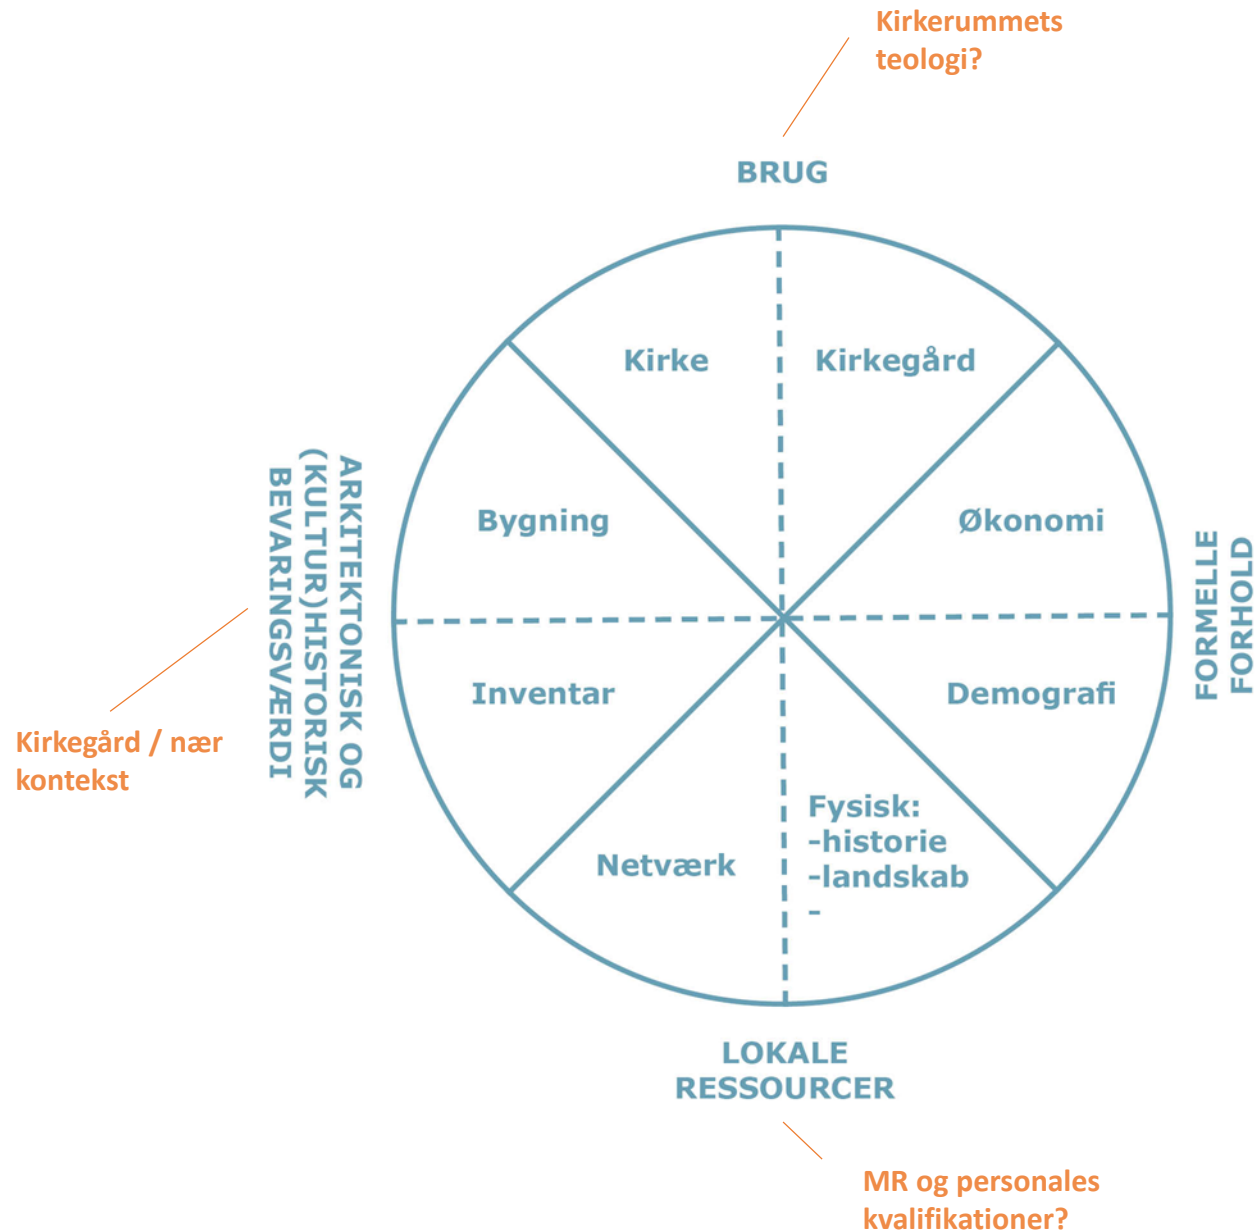 Kirkerummets
teologi?
BRUG
Kirke
Kirkegård
ARKITEKTONISK OG
(KULTUR)HISTORISK
BEVARINGSVÆRDI
Bygning
Økonomi
FORMELLE
FORHOLD
Inventar
Demografi
Kirkegård / nær
kontekst
Netværk
Fysisk:
-historie
-landskab
-
LOKALE
RESSOURCER
MR og personales
kvalifikationer?